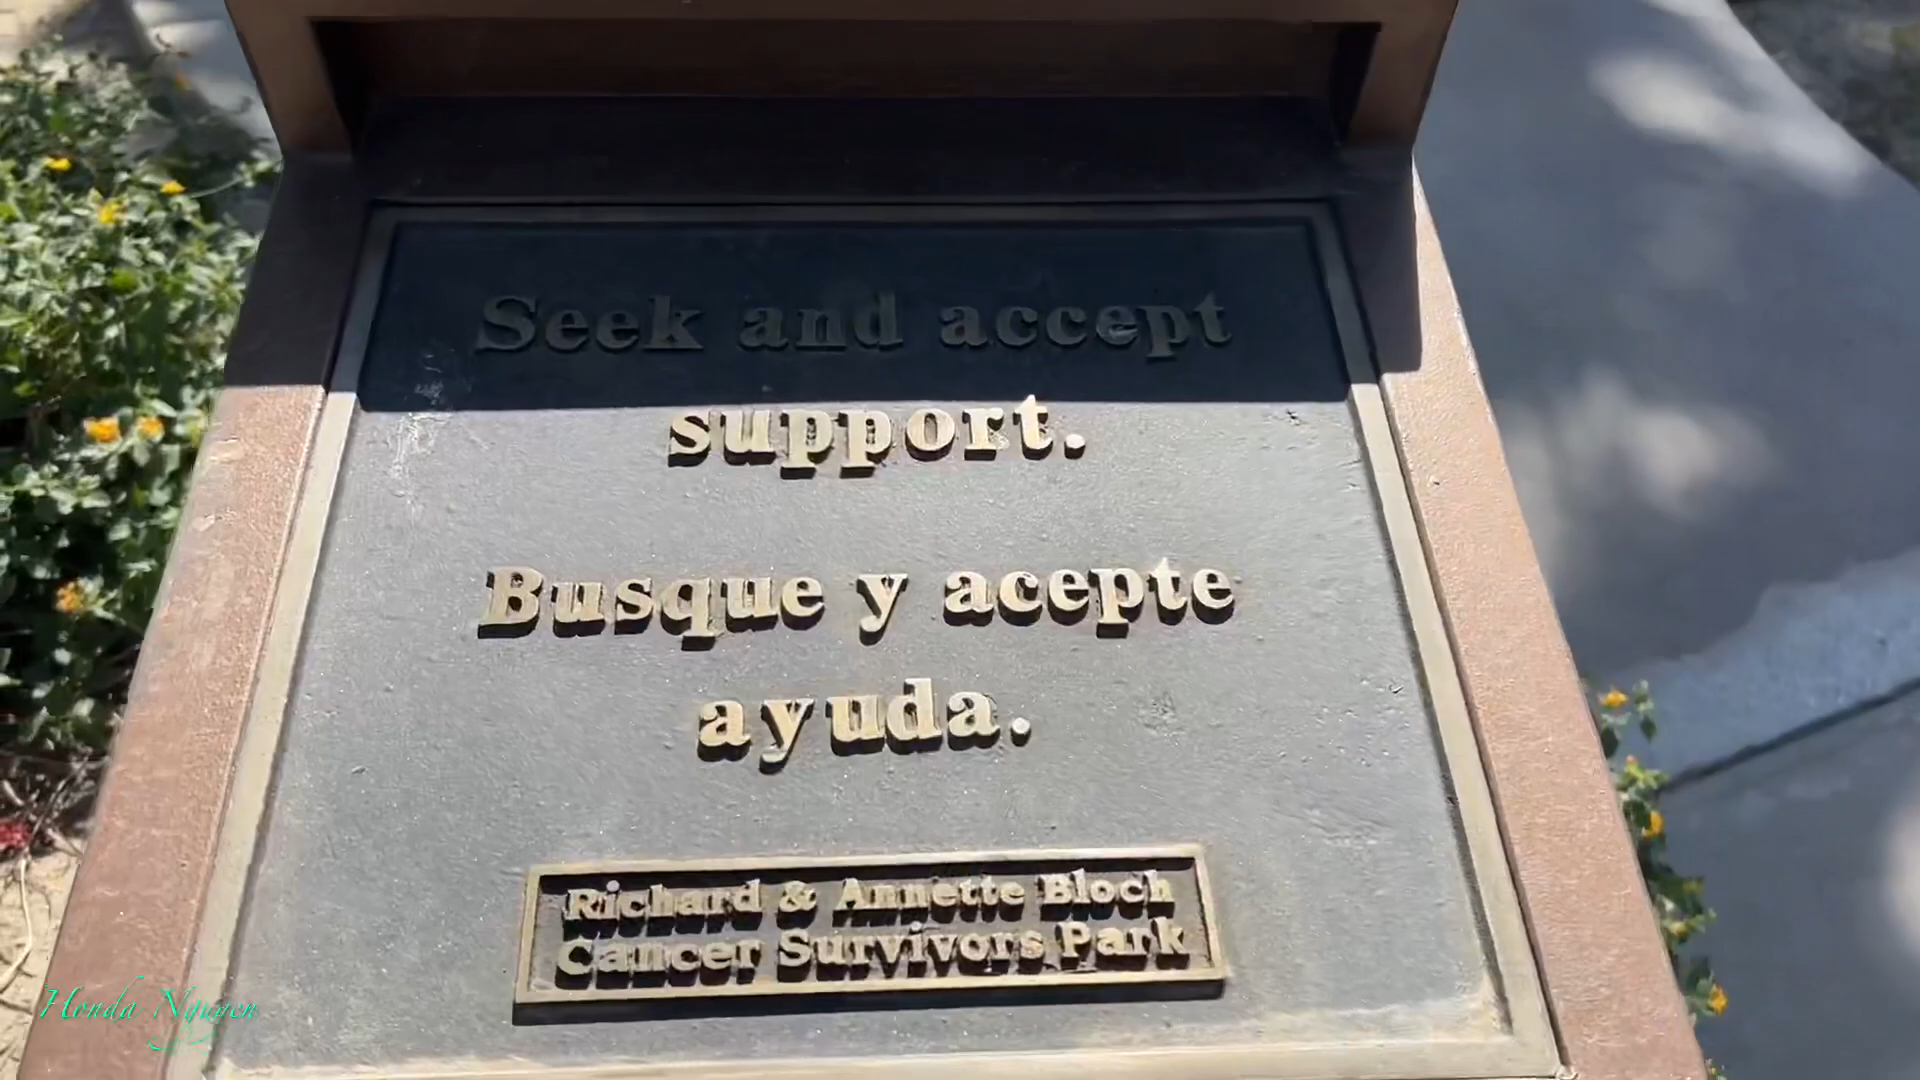 Seek and accept
support.
Busque y acepte
ayuda.
Richard & Annette Bloch
Cancer Survivors Park
Honda Nguyen